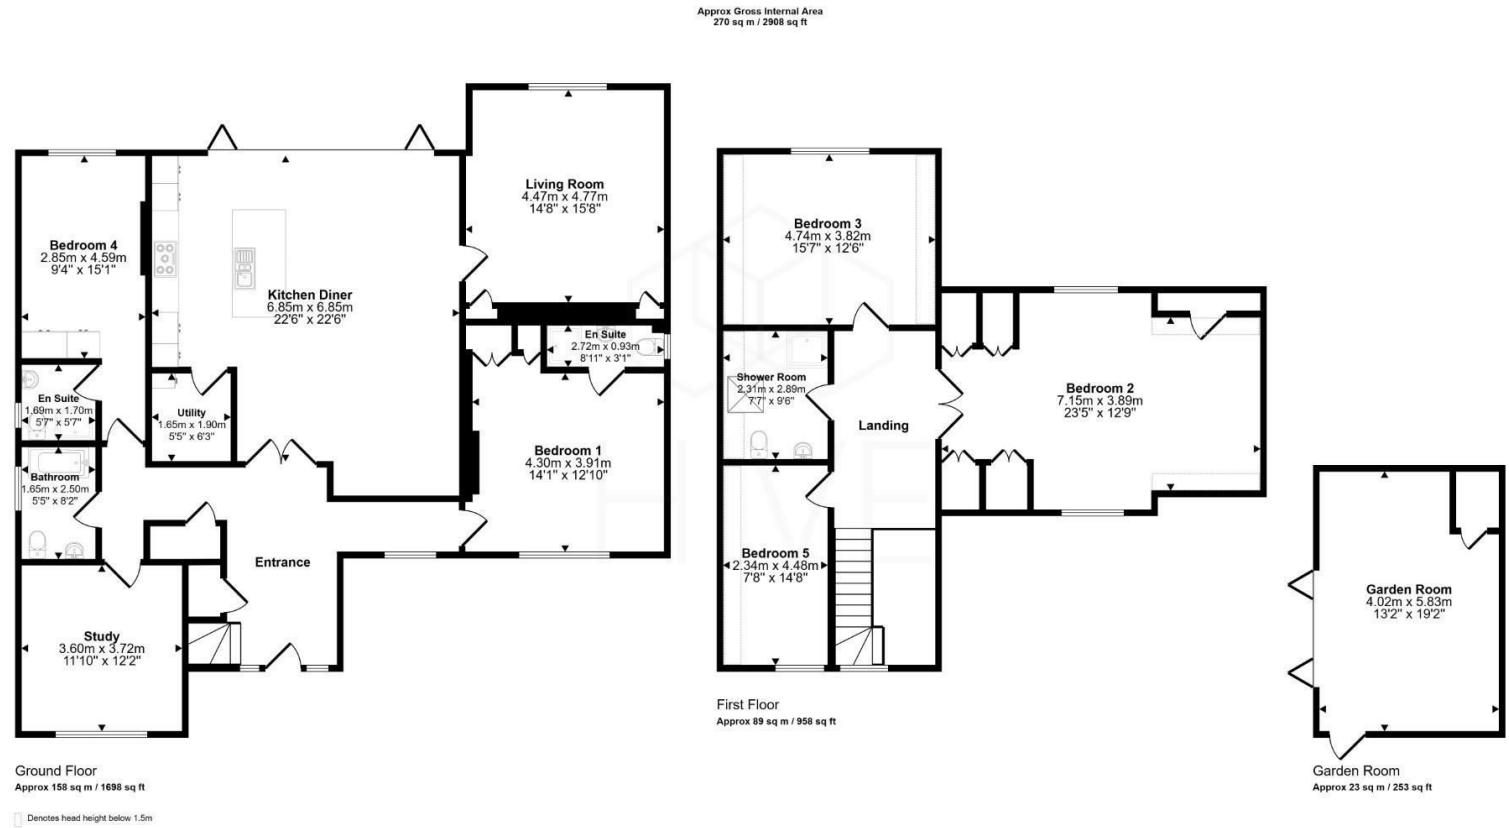 Approx Gross Internal Area
270 sq m / 2908 sq ft
Living Room
4.47m x 4.77m
14'8" x 15'8"
Bedroom 4
2.85m x 4.59m
9'4" x 15'1"
Kitchen Diner
6.85m x 6.85m
22'6" x 22'6"
En Suite
2.72m x 0.93m
8'11" x 3'1"
En Suite
1.69m x 1.70m
5'7" x 5'7"
Utility
1.65m x 1.90m
5'5" x 6'3"
Bedroom 1
4.30m x 3.91m
14'1" x 12'10"
Bathroom
1.65m x 2.50m
5'5" x 8'2"
Entrance
Study
3.60m x 3.72m
11'10" x 12'2"
Ground Floor
Approx 158 sq m / 1698 sq ft
Denotes head height below 1.5m
Bedroom 3
4.74m x 3.82m
15'7" x 12'6"
Shower Room
2.31m x 2.89m
7'7" x 9'6"
Landing
Bedroom 2
7.15m x 3.89m
23'5" x 12'9"
Bedroom 5
2.34m x 4.48m
7'8" x 14'8"
First Floor
Approx 89 sq m / 958 sq ft
Garden Room
4.02m x 5.83m
13'2" x 19'2"
Garden Room
Approx 23 sq m / 253 sq ft
HIVE